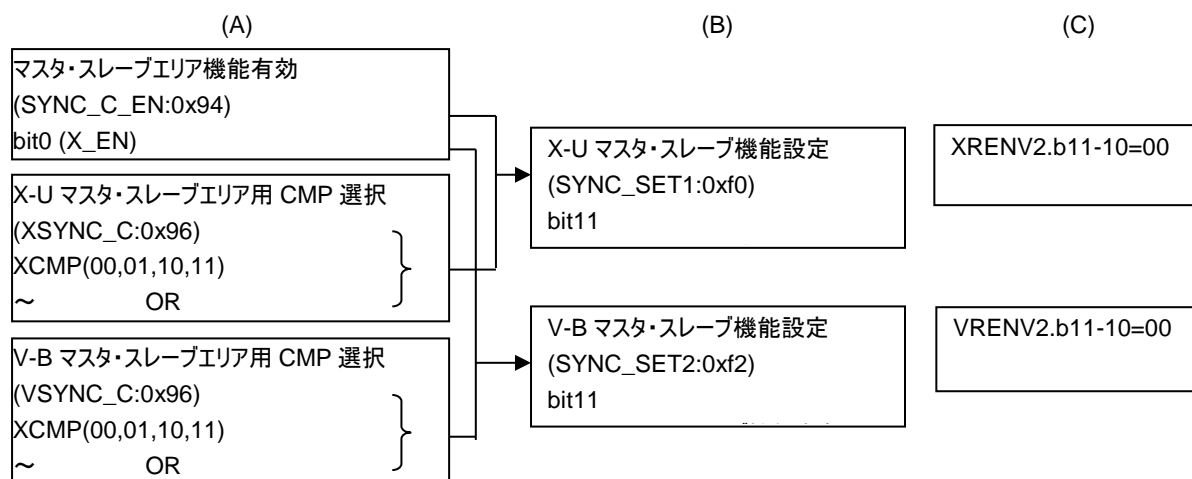 (A)
(B)
(C)
マスタ・スレーブエリア機能有効
(SYNC_C_EN:0x94)
bit0 (X_EN)
X-U マスタ・スレーブエリア用 CMP 選択
(XSYNC_C:0x96)
XCMP(00,01,10,11)
～ OR
V-B マスタ・スレーブエリア用 CMP 選択
(VSYNC_C:0x96)
XCMP(00,01,10,11)
～ OR
X-U マスタ・スレーブ機能設定
(SYNC_SET1:0xf0)
bit11
V-B マスタ・スレーブ機能設定
(SYNC_SET2:0xf2)
bit11
XRENV2.b11-10=00
VRENV2.b11-10=00